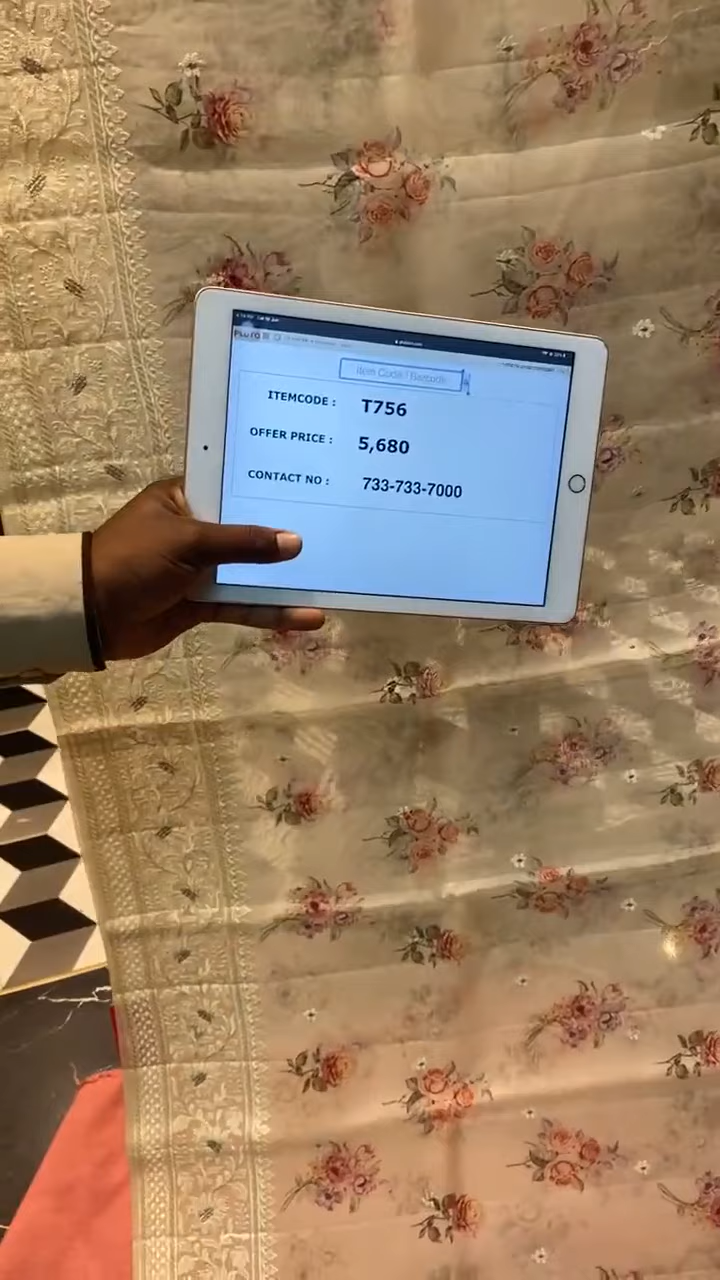 Item Code / Barcode
ITEMCODE : T756
OFFER PRICE : 5,680
CONTACT NO : 733-733-7000